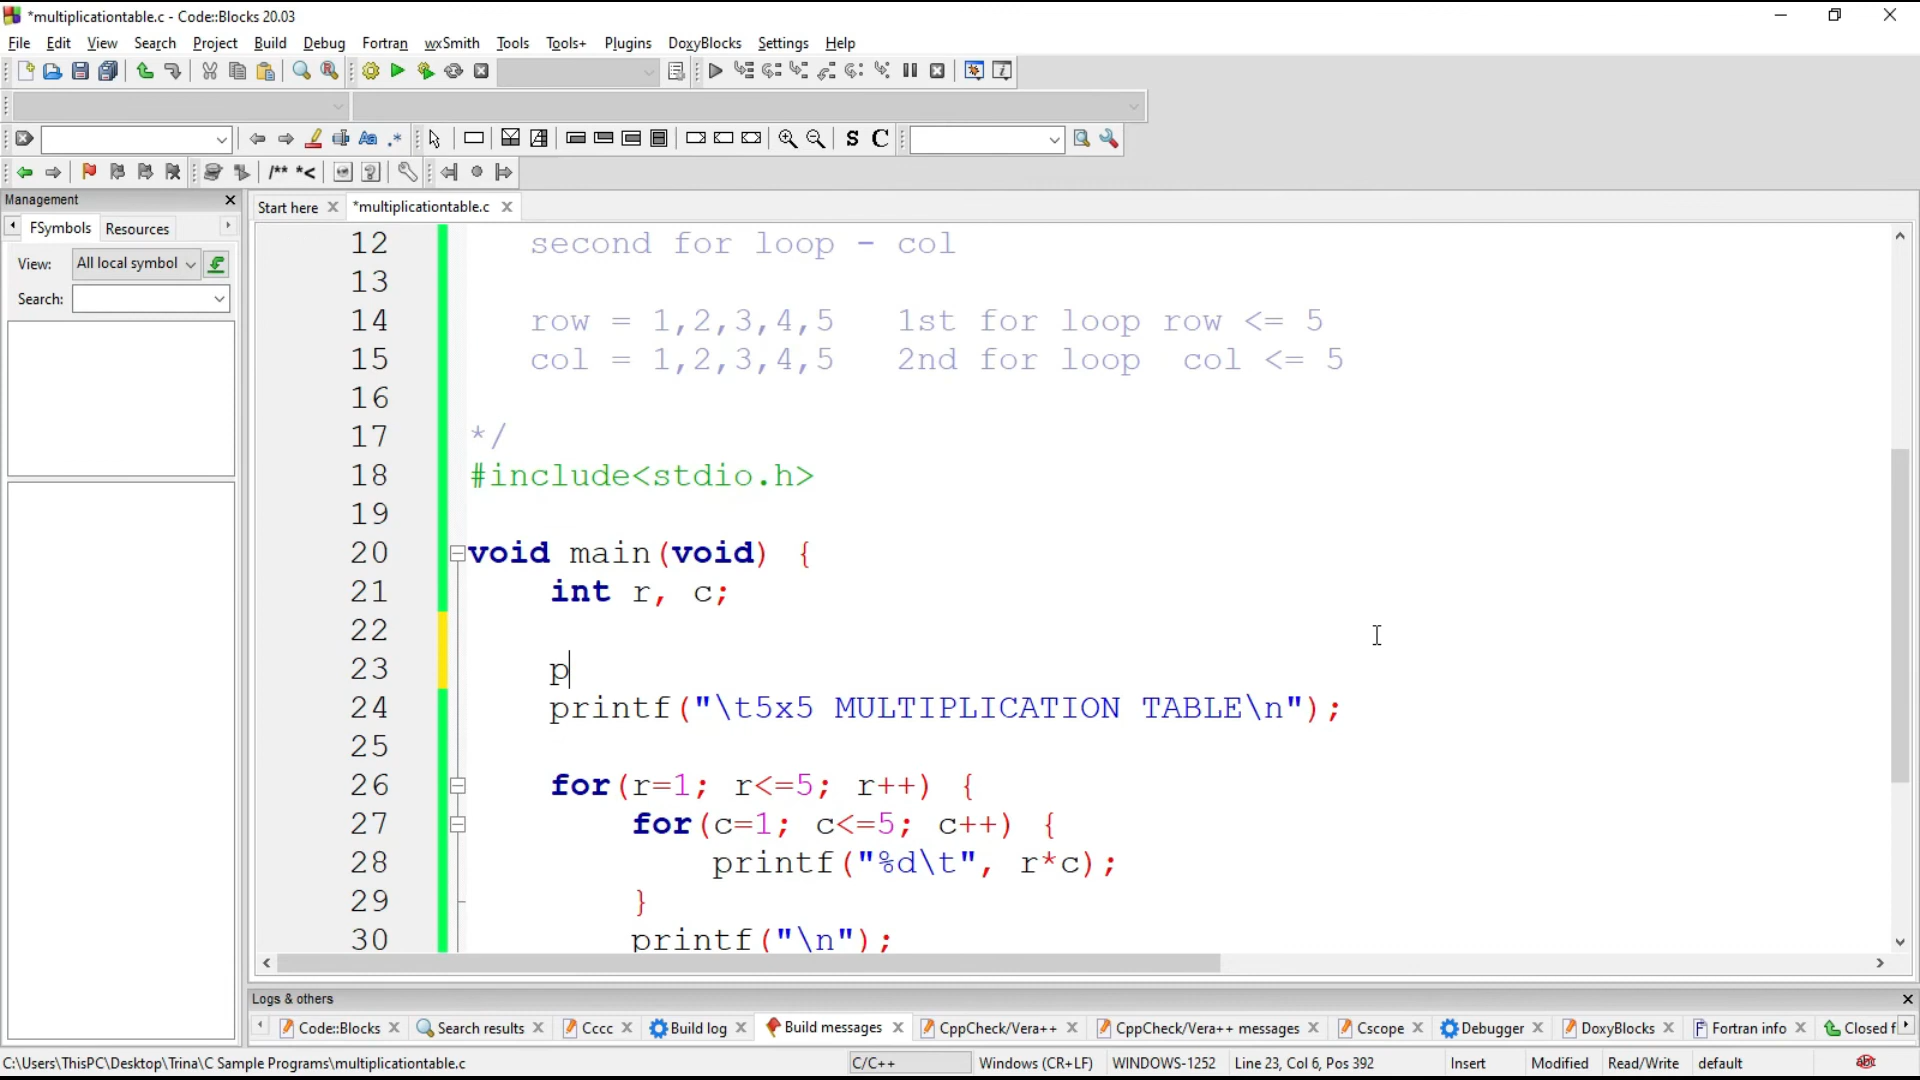 *multiplicationtable.c - Code::Blocks 20.03
File Edit View Search Project Build Debug Fortran wxSmith Tools Tools+ Plugins DoxyBlocks Settings Help
S C
/** *<
Management
FSymbols Resources
View: All local symbol
Search:
Start here *multiplicationtable.c
12 second for loop - col
13
14 row = 1,2,3,4,5 1st for loop row <= 5
15 col = 1,2,3,4,5 2nd for loop col <= 5
16
17 */
18 #include<stdio.h>
19
20 void main(void) {
21 int r, c;
22
23 p
24 printf("\t5x5 MULTIPLICATION TABLE\n");
25
26 for(r=1; r<=5; r++) {
27 for(c=1; c<=5; c++) {
28 printf("%d\t", r*c);
29 }
30 printf("\n");
Logs & others
Code::Blocks Search results Cccc Build log Build messages CppCheck/Vera++ CppCheck/Vera++ messages Cscope Debugger DoxyBlocks Fortran info Closed f
C:\Users\ThisPC\Desktop\Trina\C Sample Programs\multiplicationtable.c C/C++ Windows (CR+LF) WINDOWS-1252 Line 23, Col 6, Pos 392 Insert Modified Read/Write default